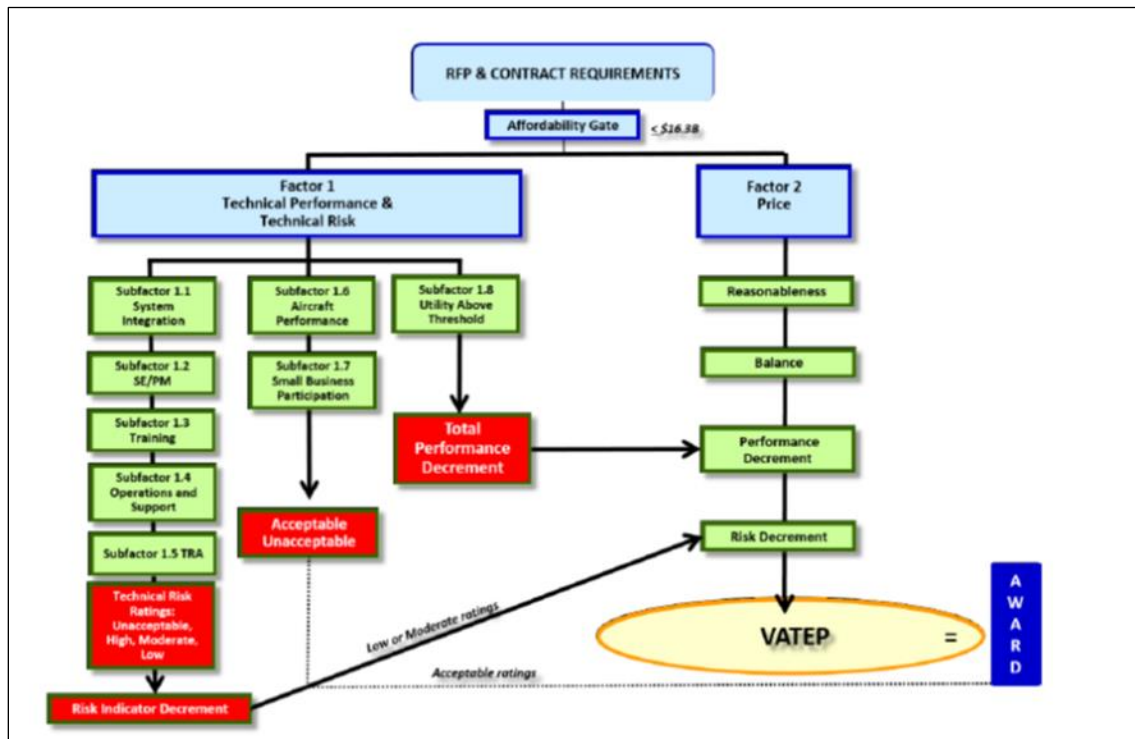 RFP & CONTRACT REQUIREMENTS
Affordability Gate
< $16.3B
Factor 1
Technical Performance &
Technical Risk
Factor 2
Price
Subfactor 1.1
System
Integration
Subfactor 1.2
SE/PM
Subfactor 1.3
Training
Subfactor 1.4
Operations and
Support
Subfactor 1.5 TRA
Technical Risk
Ratings:
Unacceptable,
High, Moderate,
Low
Risk Indicator Decrement
Subfactor 1.6
Aircraft
Performance
Subfactor 1.7
Small Business
Participation
Acceptable
Unacceptable
Subfactor 1.8
Utility Above
Threshold
Total
Performance
Decrement
Reasonableness
Balance
Performance
Decrement
Risk Decrement
Low or Moderate ratings
Acceptable ratings
VATEP
=
A
W
A
R
D